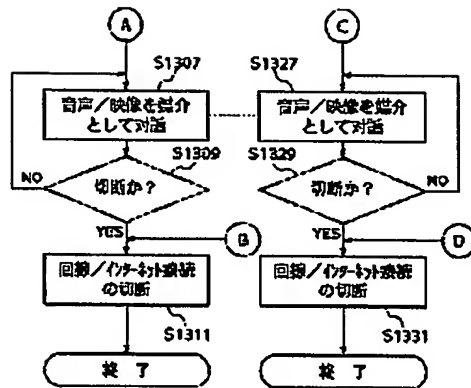 A
C
S1307
S1327
音声/映像を媒介
として対話
音声/映像を媒介
として対話
S1309
S1329
切断か?
切断か?
NO
NO
YES
YES
B
D
回線/インターネット接続
の切断
回線/インターネット接続
の切断
S1311
S1331
終 了
終 了